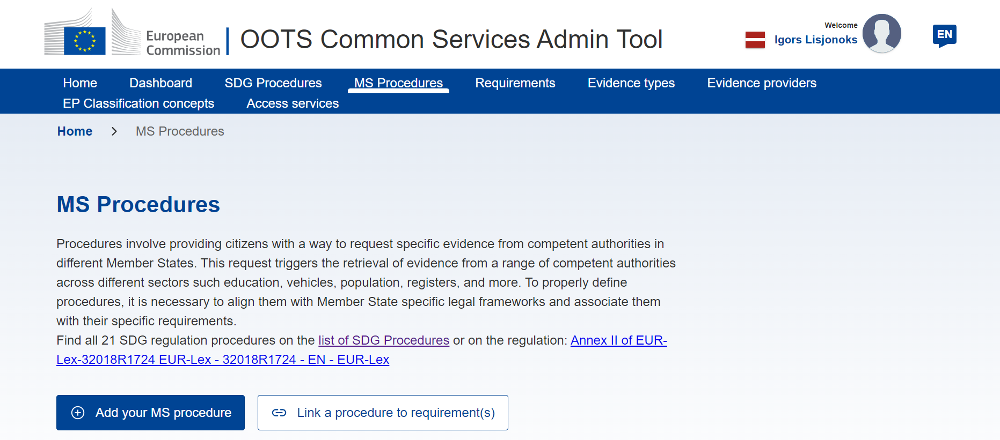 European
Commission
OOTS Common Services Admin Tool
Welcome
Igors Lisjonoks
EN
Home Dashboard SDG Procedures MS Procedures Requirements Evidence types Evidence providers
EP Classification concepts Access services
Home > MS Procedures
MS Procedures
Procedures involve providing citizens with a way to request specific evidence from competent authorities in
different Member States. This request triggers the retrieval of evidence from a range of competent authorities
across different sectors such education, vehicles, population, registers, and more. To properly define
procedures, it is necessary to align them with Member State specific legal frameworks and associate them
with their specific requirements.
Find all 21 SDG regulation procedures on the list of SDG Procedures or on the regulation: Annex II of EUR-
Lex-32018R1724 EUR-Lex - 32018R1724 - EN - EUR-Lex
Add your MS procedure Link a procedure to requirement(s)